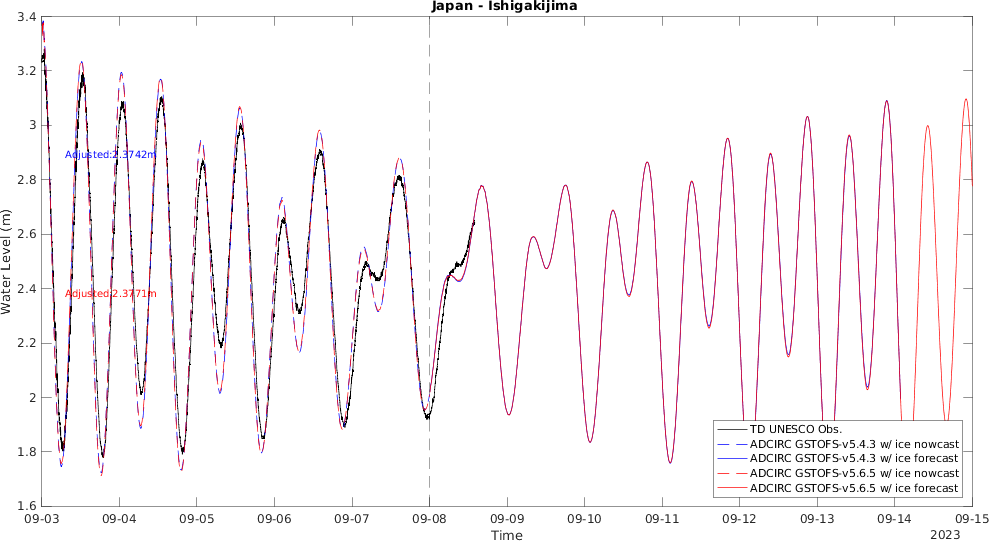 Japan - Ishigakijima
Water Level (m)
3.4
3.2
3
2.8
2.6
2.4
2.2
2
1.8
1.6
Adjusted:2.3742m
Adjusted:2.3771m
TD UNESCO Obs.
ADCIRC GSTOFS-v5.4.3 w/ ice nowcast
ADCIRC GSTOFS-v5.4.3 w/ ice forecast
ADCIRC GSTOFS-v5.6.5 w/ ice nowcast
ADCIRC GSTOFS-v5.6.5 w/ ice forecast
09-03 09-04 09-05 09-06 09-07 09-08 09-09 09-10 09-11 09-12 09-13 09-14 09-15
Time
2023